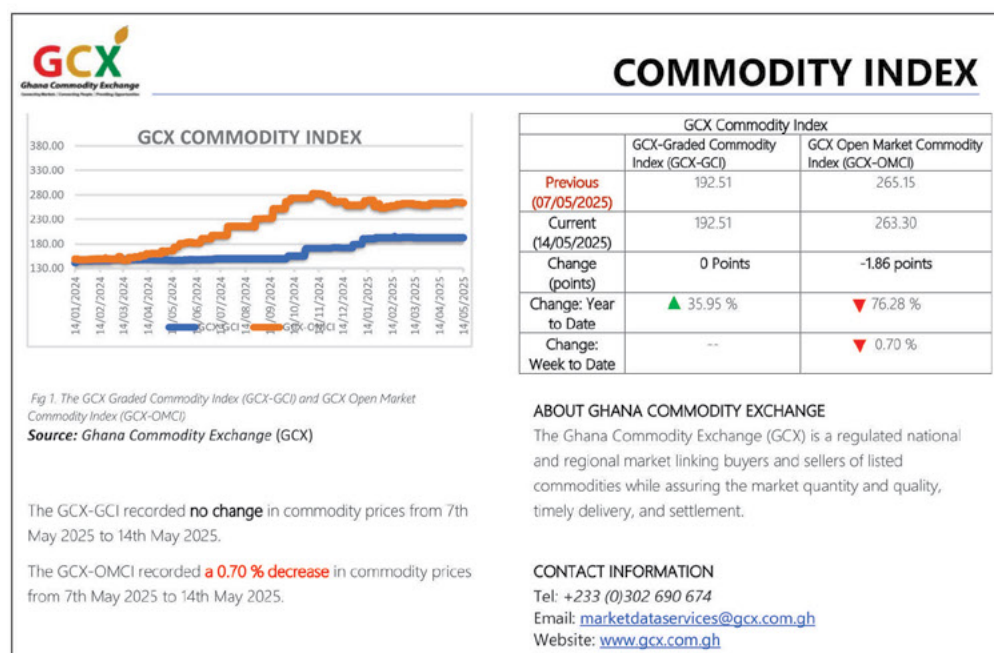 GCX
Ghana Commodity Exchange
Connecting Markets | Connecting People | Providing Opportunities
COMMODITY INDEX
GCX COMMODITY INDEX
380.00
330.00
280.00
230.00
180.00
130.00
14/01/2024
14/02/2024
14/03/2024
14/04/2024
14/05/2024
14/06/2024
14/07/2024
14/08/2024
14/09/2024
14/10/2024
14/11/2024
14/12/2024
14/01/2025
14/02/2025
14/03/2025
14/04/2025
14/05/2025
GCX-GCI GCX-OMCI
Fig 1. The GCX Graded Commodity Index (GCX-GCI) and GCX Open Market
Commodity Index (GCX-OMCI)
Source: Ghana Commodity Exchange (GCX)
The GCX-GCI recorded no change in commodity prices from 7th
May 2025 to 14th May 2025.
The GCX-OMCI recorded a 0.70 % decrease in commodity prices
from 7th May 2025 to 14th May 2025.
GCX Commodity Index
GCX-Graded Commodity
Index (GCX-GCI)
GCX Open Market Commodity
Index (GCX-OMCI)
Previous
(07/05/2025)
192.51
265.15
Current
(14/05/2025)
192.51
263.30
Change
(points)
0 Points
-1.86 points
Change: Year
to Date
▲ 35.95 %
▼ 76.28 %
Change:
Week to Date
--
▼ 0.70 %
ABOUT GHANA COMMODITY EXCHANGE
The Ghana Commodity Exchange (GCX) is a regulated national
and regional market linking buyers and sellers of listed
commodities while assuring the market quantity and quality,
timely delivery, and settlement.
CONTACT INFORMATION
Tel: +233 (0)302 690 674
Email: marketdataservices@gcx.com.gh
Website: www.gcx.com.gh